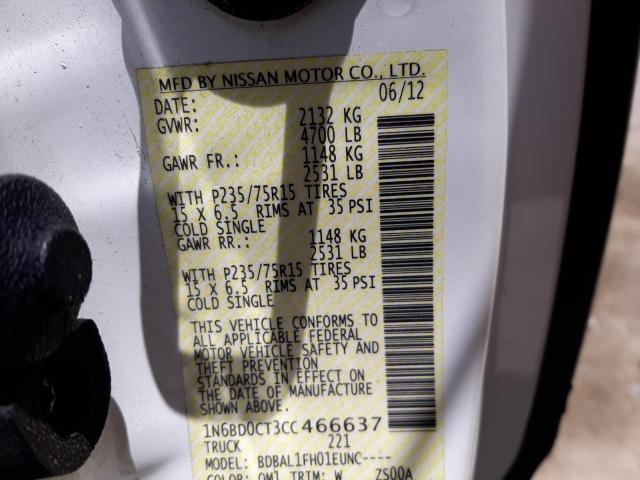 MFD BY NISSAN MOTOR CO., LTD.
DATE: 06/12
GVWR: 2132 KG
4700 LB
GAWR FR.: 1148 KG
2531 LB
WITH P235/75R15 TIRES
15 X 6.5 RIMS AT 35 PSI
COLD SINGLE
GAWR RR.: 1148 KG
2531 LB
WITH P235/75R15 TIRES
15 X 6.5 RIMS AT 35 PSI
COLD SINGLE
THIS VEHICLE CONFORMS TO
ALL APPLICABLE FEDERAL
MOTOR VEHICLE SAFETY AND
THEFT PREVENTION
STANDARDS IN EFFECT ON
THE DATE OF MANUFACTURE
SHOWN ABOVE.
1N6BD0CT3CC466637
TRUCK 221
MODEL: BDBAL1FH01EUNC----
COLOR: QM1 TRIM: W ZS00A